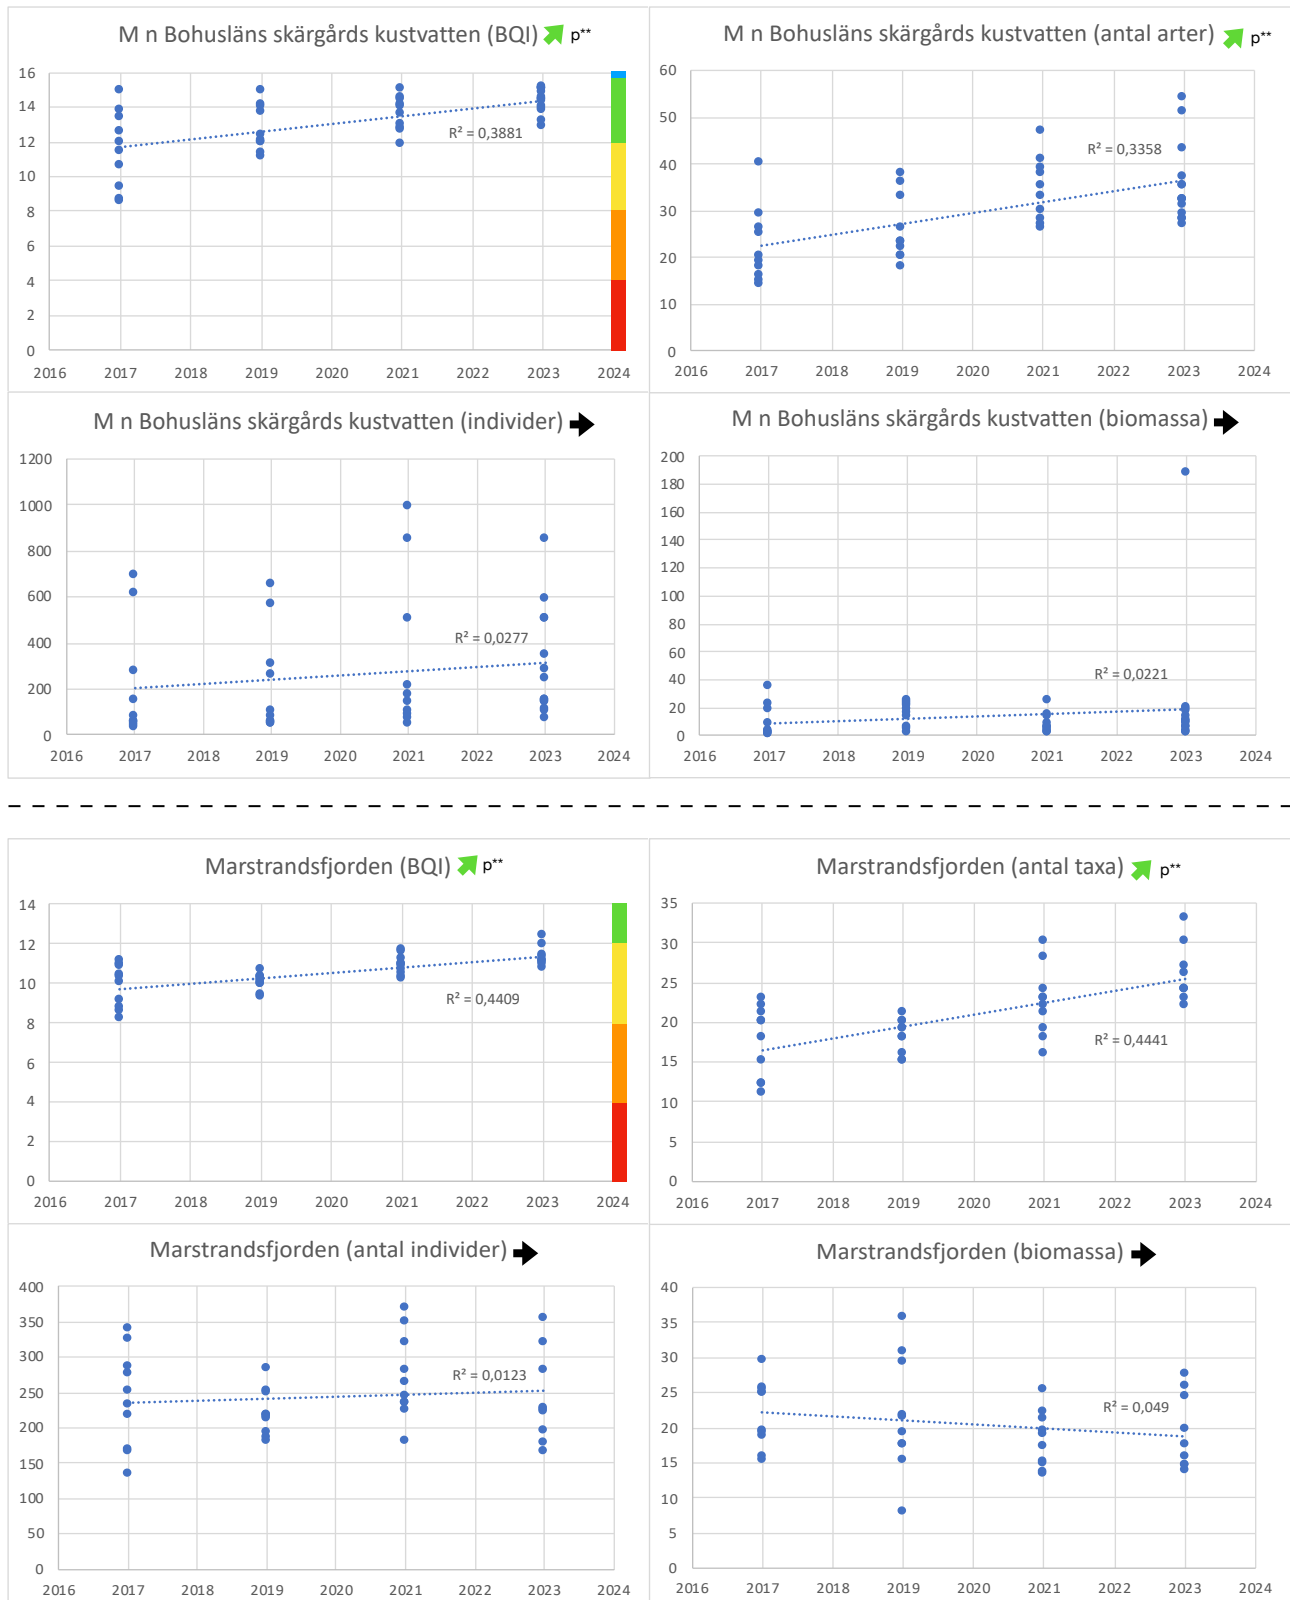 M n Bohusläns skärgårds kustvatten (BQI) p**
16
14
12
10
8
6
4
2
0
R² = 0,3881
2016 2017 2018 2019 2020 2021 2022 2023 2024
M n Bohusläns skärgårds kustvatten (antal arter) p**
60
50
40
30
20
10
0
R² = 0,3358
2016 2017 2018 2019 2020 2021 2022 2023 2024
M n Bohusläns skärgårds kustvatten (individer)
1200
1000
800
600
400
200
0
R² = 0,0277
2016 2017 2018 2019 2020 2021 2022 2023 2024
M n Bohusläns skärgårds kustvatten (biomassa)
200
180
160
140
120
100
80
60
40
20
0
R² = 0,0221
2016 2017 2018 2019 2020 2021 2022 2023 2024
Marstrandsfjorden (BQI) p**
14
12
10
8
6
4
2
0
R² = 0,4409
2016 2017 2018 2019 2020 2021 2022 2023 2024
Marstrandsfjorden (antal taxa) p**
35
30
25
20
15
10
5
0
R² = 0,4441
2016 2017 2018 2019 2020 2021 2022 2023 2024
Marstrandsfjorden (antal individer)
400
350
300
250
200
150
100
50
0
R² = 0,0123
2016 2017 2018 2019 2020 2021 2022 2023 2024
Marstrandsfjorden (biomassa)
40
35
30
25
20
15
10
5
0
R² = 0,049
2016 2017 2018 2019 2020 2021 2022 2023 2024